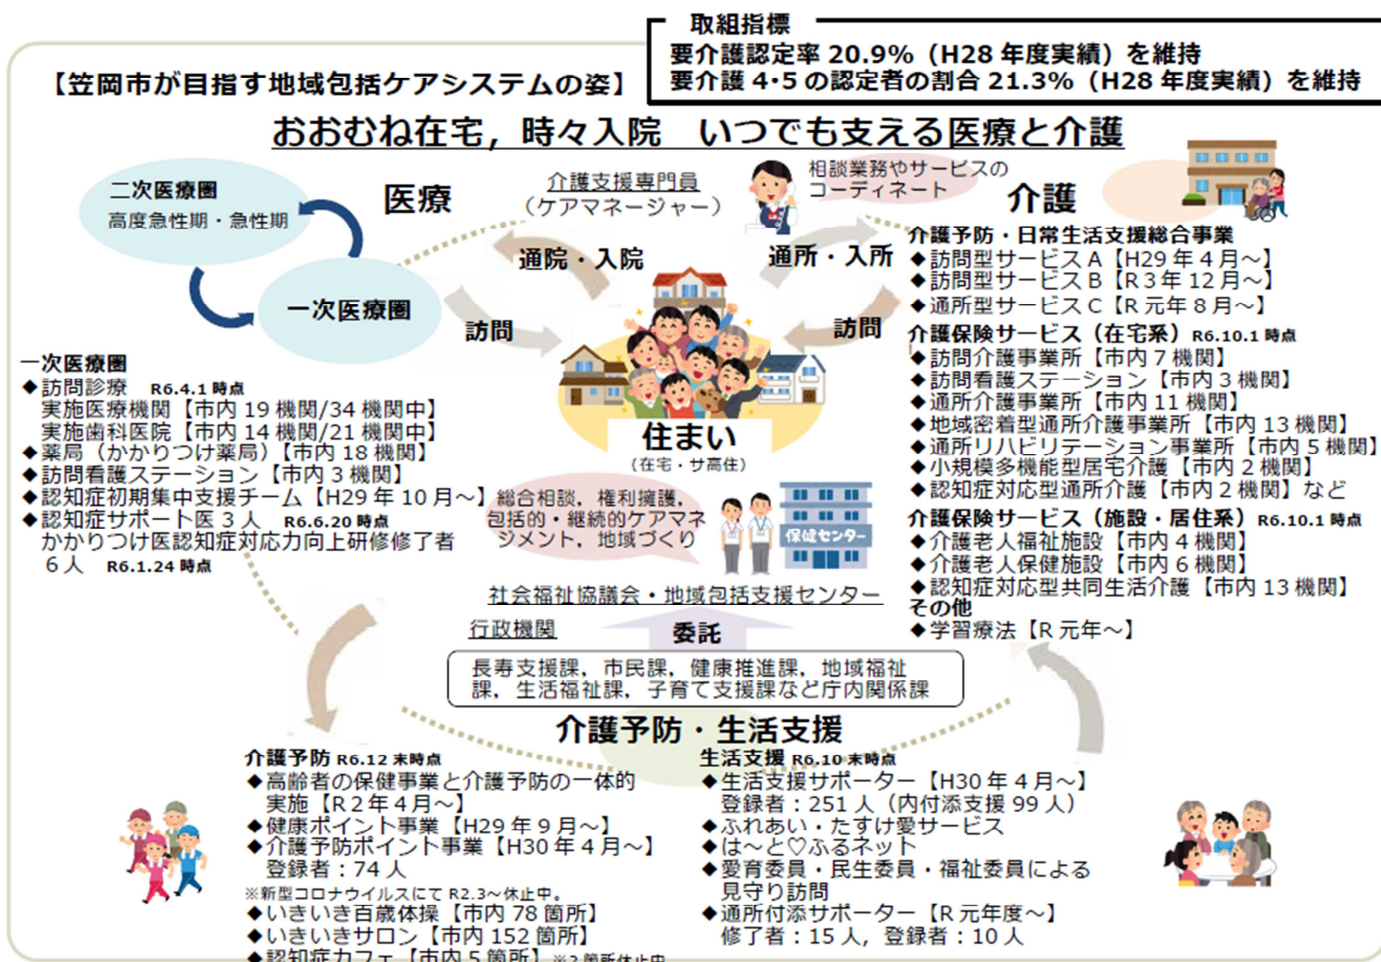 取組指標
要介護認定率 20.9%（H28 年度実績）を維持
要介護 4・5 の認定者の割合 21.3%（H28 年度実績）を維持
【笠岡市が目指す地域包括ケアシステムの姿】
おおむね在宅，時々入院　いつでも支える医療と介護
二次医療圏
高度急性期・急性期
医療
介護支援専門員
（ケアマネージャー）
相談業務やサービスの
コーディネート
介護
一次医療圏
通院・入院
訪問
通所・入所
訪問
住まい
（在宅・サ高住）
一次医療圏
◆訪問診療　R6.4.1 時点
実施医療機関【市内 19 機関/34 機関中】
実施歯科医院【市内 14 機関/21 機関中】
◆薬局（かかりつけ薬局）【市内 18 機関】
◆訪問看護ステーション【市内 3 機関】
◆認知症初期集中支援チーム【H29 年 10 月～】
◆認知症サポート医 3 人　R6.6.20 時点
かかりつけ医認知症対応力向上研修修了者
6 人　R6.1.24 時点
総合相談，権利擁護，
包括的・継続的ケアマネ
ジメント，地域づくり
保健センター
社会福祉協議会・地域包括支援センター
行政機関
委託
長寿支援課，市民課，健康推進課，地域福祉
課，生活福祉課，子育て支援課など庁内関係課
介護予防・日常生活支援総合事業
◆訪問型サービス A【H29 年 4 月～】
◆訪問型サービス B【R3 年 12 月～】
◆通所型サービス C【R 元年 8 月～】
介護保険サービス（在宅系）R6.10.1 時点
◆訪問介護事業所【市内 7 機関】
◆訪問看護ステーション【市内 3 機関】
◆通所介護事業所【市内 11 機関】
◆地域密着型通所介護事業所【市内 13 機関】
◆通所リハビリテーション事業所【市内 5 機関】
◆小規模多機能型居宅介護【市内 2 機関】
◆認知症対応型通所介護【市内 2 機関】など
介護保険サービス（施設・居住系）R6.10.1 時点
◆介護老人福祉施設【市内 4 機関】
◆介護老人保健施設【市内 6 機関】
◆認知症対応型共同生活介護【市内 13 機関】
その他
◆学習療法【R 元年～】
介護予防・生活支援
介護予防 R6.12 末時点
◆高齢者の保健事業と介護予防の一体的
実施【R2 年 4 月～】
◆健康ポイント事業【H29 年 9 月～】
◆介護予防ポイント事業【H30 年 4 月～】
登録者：74 人
※新型コロナウイルスにて R2.3～休止中。
◆いきいき百歳体操【市内 78 箇所】
◆いきいきサロン【市内 152 箇所】
◆認知症カフェ【市内 5 箇所】※2 箇所休止中
生活支援 R6.10 末時点
◆生活支援サポーター【H30 年 4 月～】
登録者：251 人（内付添支援 99 人）
◆ふれあい・たすけ愛サービス
◆は～と♡ふるネット
◆愛育委員・民生委員・福祉委員による
見守り訪問
◆通所付添サポーター【R 元年度～】
修了者：15 人，登録者：10 人